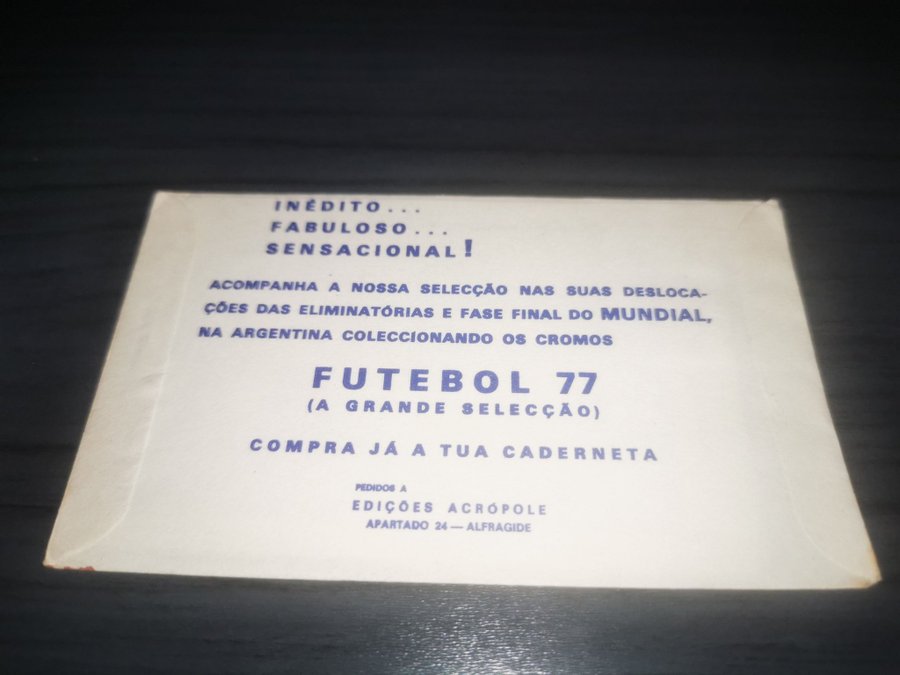 INÉDITO...
FABULOSO...
SENSACIONAL!
ACOMPANHA A NOSSA SELECÇÃO NAS SUAS DESLOCA-
ÇÕES DAS ELIMINATÓRIAS E FASE FINAL DO MUNDIAL,
NA ARGENTINA COLECCIONANDO OS CROMOS
FUTEBOL 77
(A GRANDE SELECÇÃO)
COMPRA JÁ A TUA CADERNETA
PEDIDOS A
EDIÇÕES ACRÓPOLE
APARTADO 24 — ALFRAGIDE